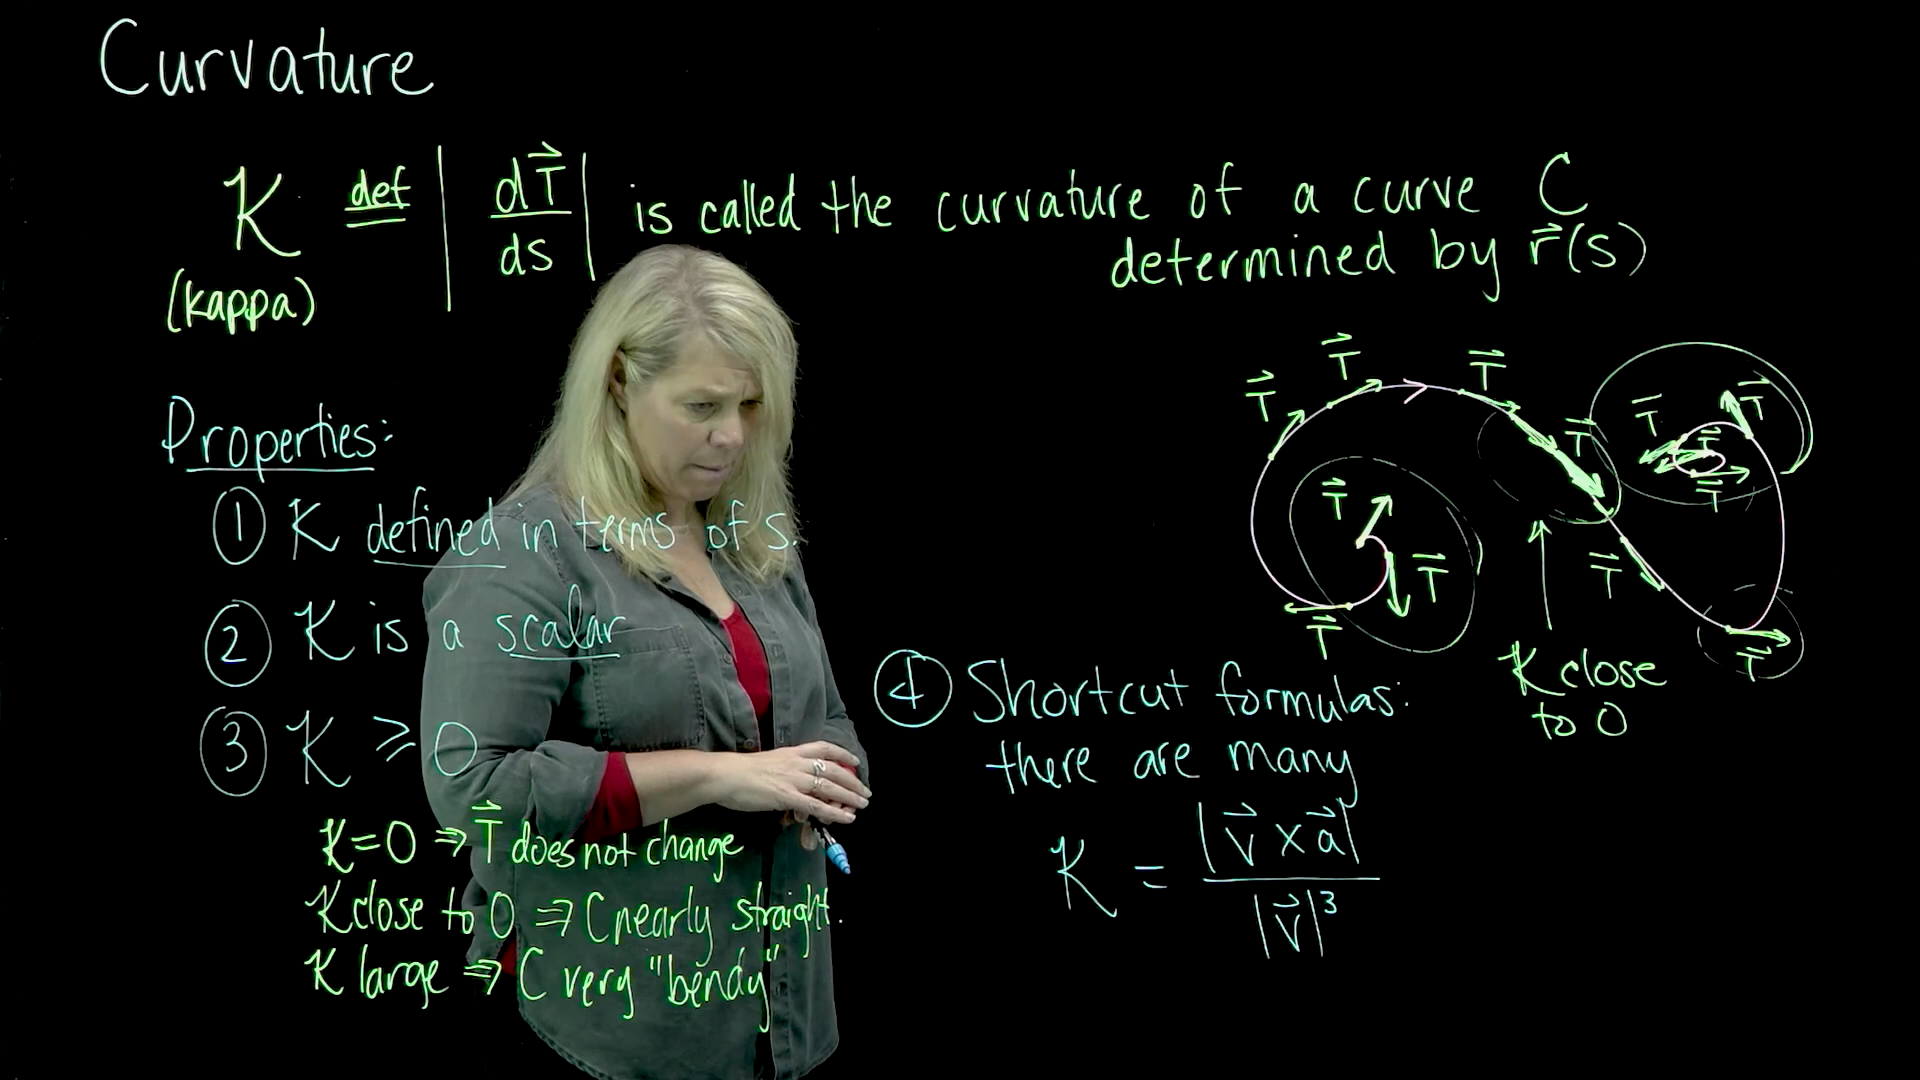 Curvature
K def | dT⃗/ds | is called the curvature of a curve C
(kappa)
determined by r⃗(s)
Properties:
① K defined in terms of s.
② K is a scalar
③ K ≥ 0
K=0 ⇒ T⃗ does not change
K close to 0 ⇒ C nearly straight.
K large ⇒ C very "bendy"
T⃗
T⃗
T⃗
T⃗
T⃗
T⃗
T⃗
T⃗
T⃗
T⃗
T⃗
T⃗
T⃗
K close
to 0
④ Shortcut formulas:
there are many
K = |v⃗ × a⃗| / |v⃗|³